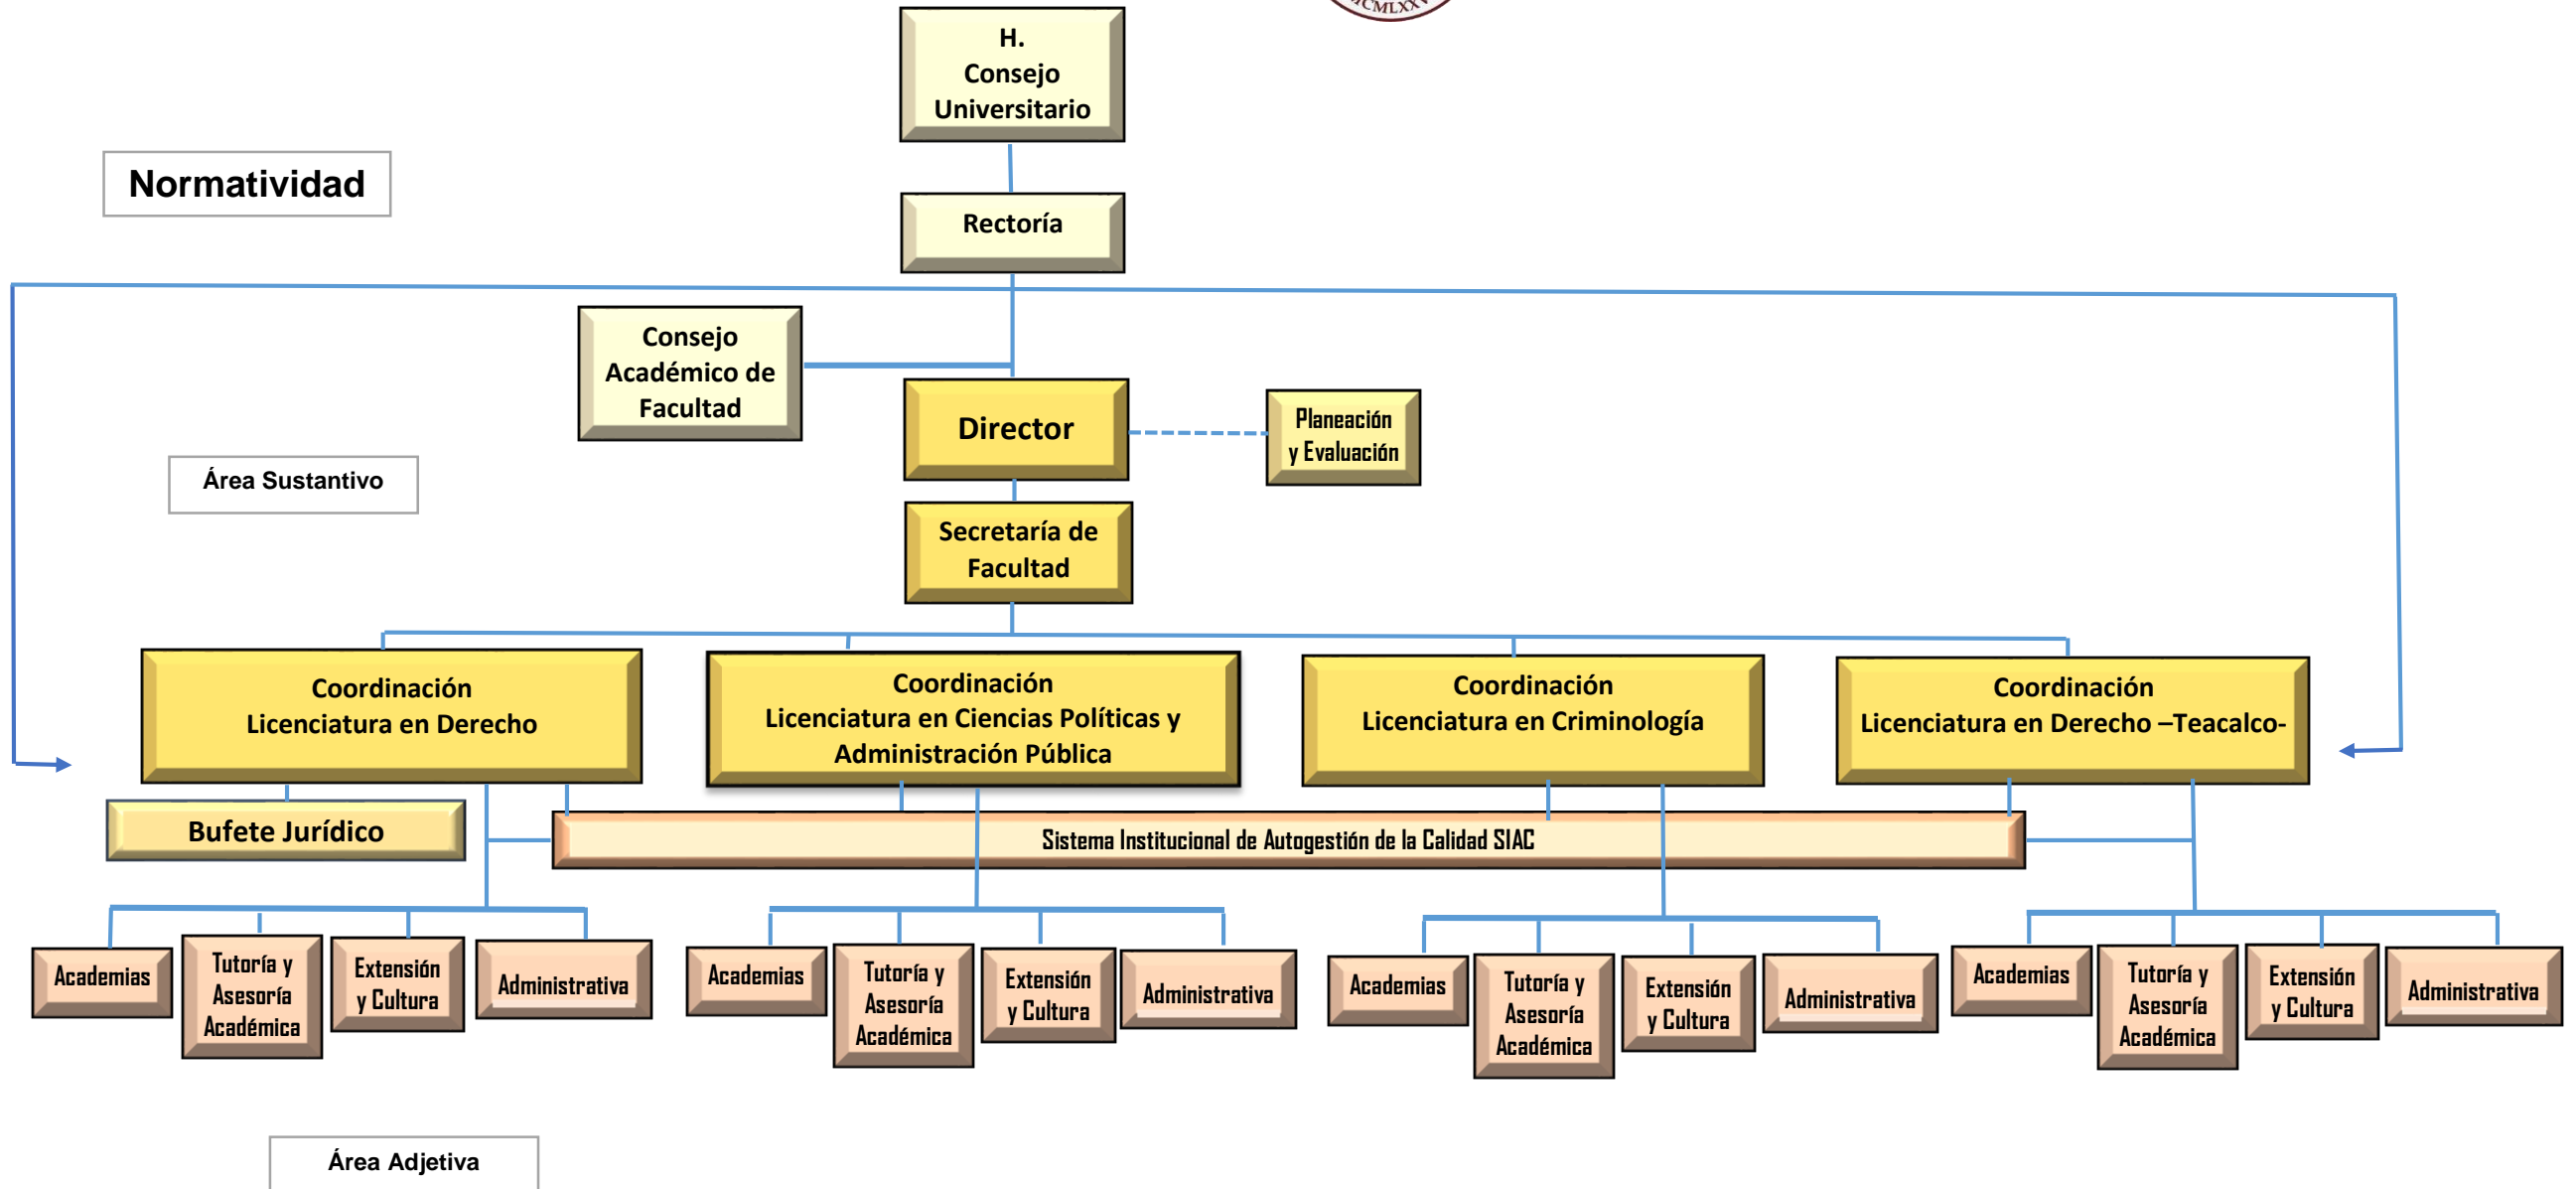 CMLXXV
H.
Consejo
Universitario
Normatividad
Rectoría
Consejo
Académico de
Facultad
Director
Planeación
y Evaluación
Área Sustantivo
Secretaría de
Facultad
Coordinación
Licenciatura en Derecho
Coordinación
Licenciatura en Ciencias Políticas y
Administración Pública
Coordinación
Licenciatura en Criminología
Coordinación
Licenciatura en Derecho –Teacalco-
Bufete Jurídico
Sistema Institucional de Autogestión de la Calidad SIAC
Academias
Tutoría y
Asesoría
Académica
Extensión
y Cultura
Administrativa
Academias
Tutoría y
Asesoría
Académica
Extensión
y Cultura
Administrativa
Academias
Tutoría y
Asesoría
Académica
Extensión
y Cultura
Administrativa
Academias
Tutoría y
Asesoría
Académica
Extensión
y Cultura
Administrativa
Área Adjetiva